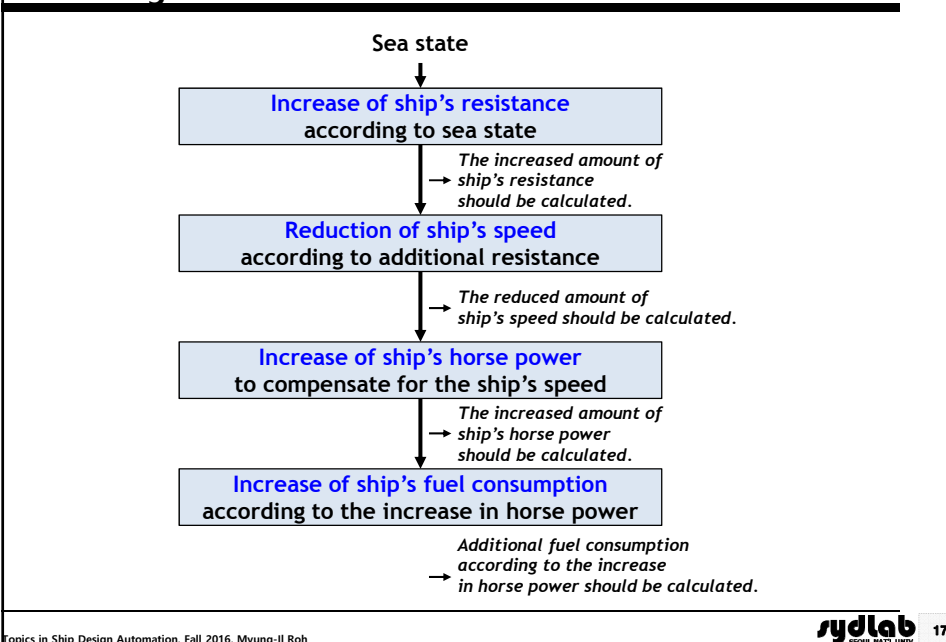 Sea state
Increase of ship's resistance
according to sea state
The increased amount of
ship's resistance
should be calculated.
Reduction of ship's speed
according to additional resistance
The reduced amount of
ship's speed should be calculated.
Increase of ship's horse power
to compensate for the ship's speed
The increased amount of
ship's horse power
should be calculated.
Increase of ship's fuel consumption
according to the increase in horse power
Additional fuel consumption
according to the increase
in horse power should be calculated.
Topics in Ship Design Automation, Fall 2016, Myung-Il Roh
sydlab
SEOUL NAT'L UNIV.
17